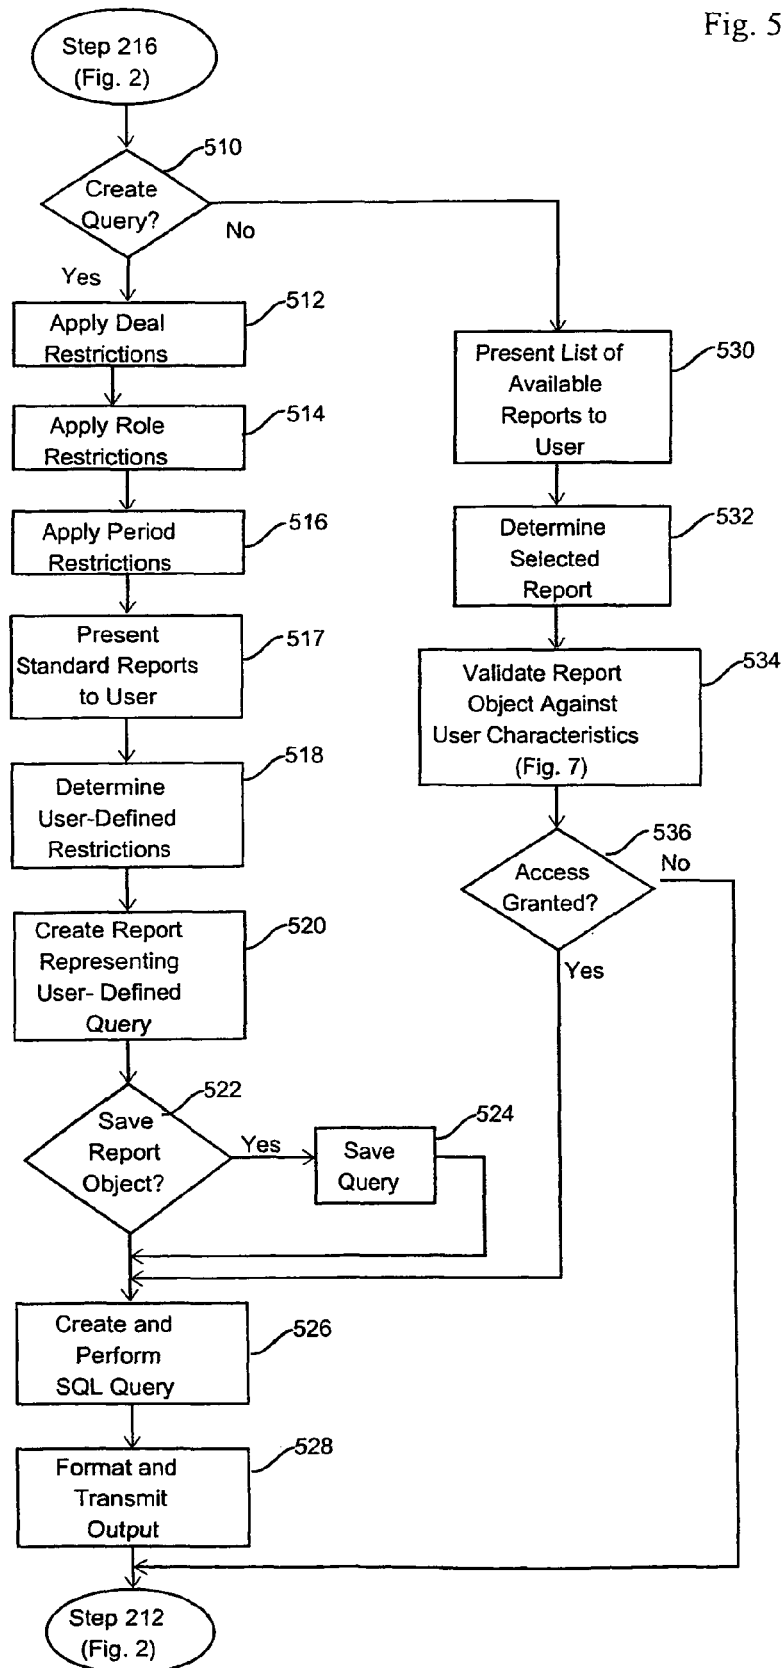 Fig. 5
Step 216
(Fig. 2)
510
Create
Query?
No
Yes
512
Apply Deal
Restrictions
514
Apply Role
Restrictions
516
Apply Period
Restrictions
517
Present
Standard Reports
to User
518
Determine
User-Defined
Restrictions
520
Create Report
Representing
User- Defined
Query
522
Save
Report
Object?
Yes
524
Save
Query
526
Create and
Perform
SQL Query
528
Format and
Transmit
Output
Step 212
(Fig. 2)
530
Present List of
Available
Reports to
User
532
Determine
Selected
Report
534
Validate Report
Object Against
User Characteristics
(Fig. 7)
536
Access
Granted?
No
Yes